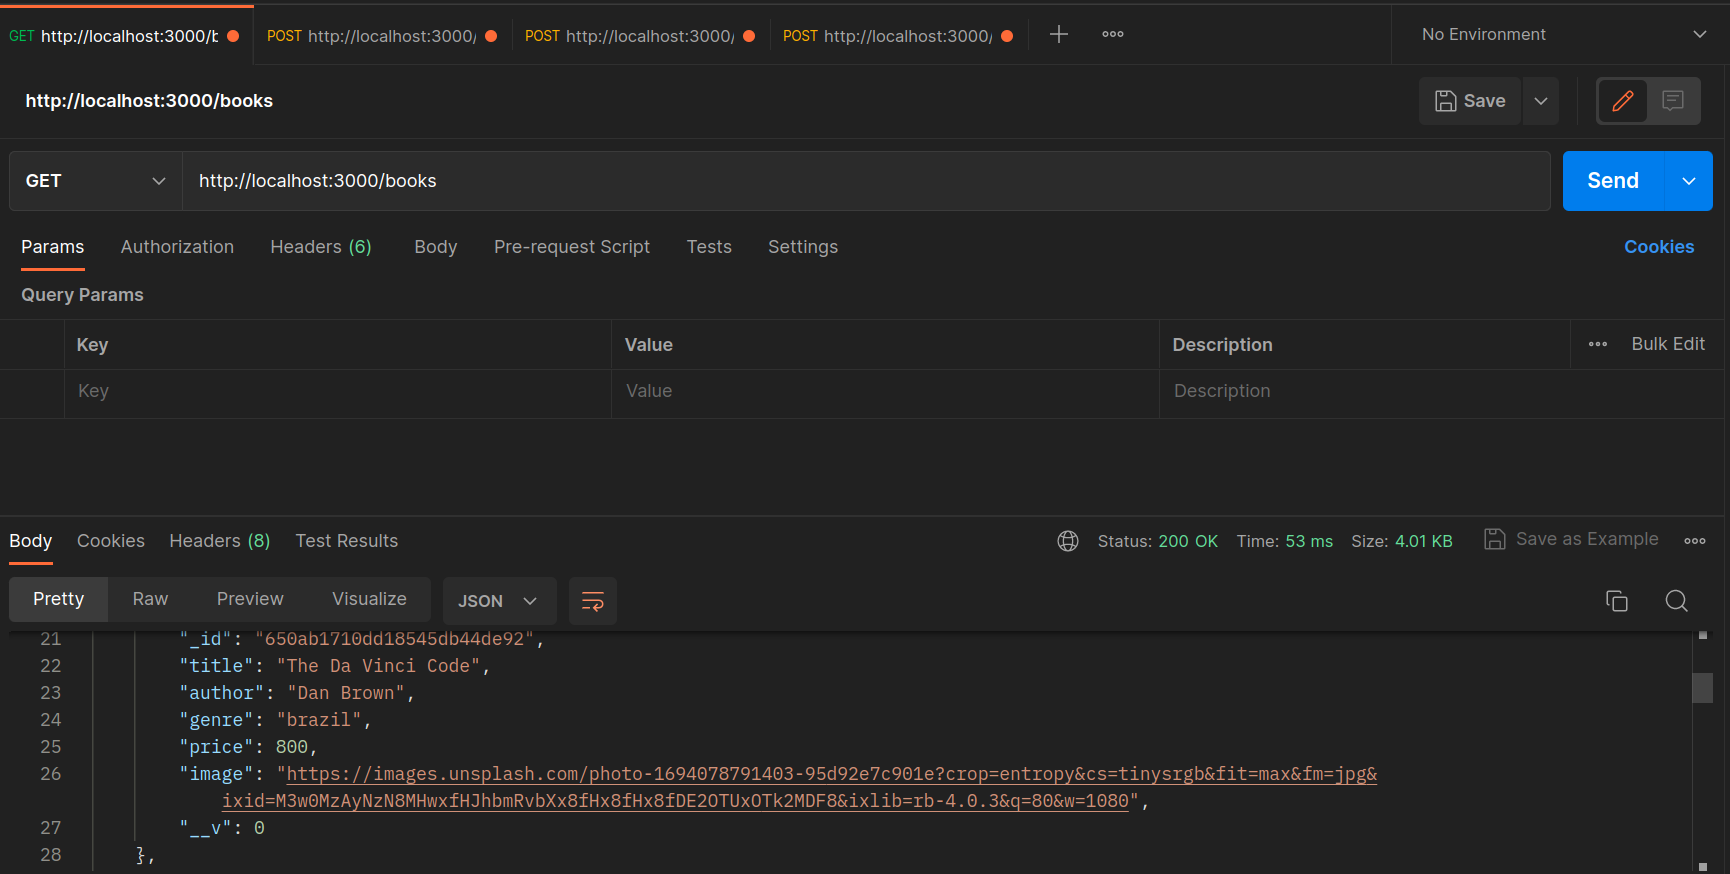 GET http://localhost:3000/b
POST http://localhost:3000/
POST http://localhost:3000/
POST http://localhost:3000/
No Environment
http://localhost:3000/books
Save
GET http://localhost:3000/books
Send
Params Authorization Headers (6) Body Pre-request Script Tests Settings Cookies
Query Params
Key Value Description Bulk Edit
Key Value Description
Body Cookies Headers (8) Test Results Status: 200 OK Time: 53 ms Size: 4.01 KB Save as Example
Pretty Raw Preview Visualize JSON
21 "_id": "650ab1710dd18545db44de92",
22 "title": "The Da Vinci Code",
23 "author": "Dan Brown",
24 "genre": "brazil",
25 "price": 800,
26 "image": "https://images.unsplash.com/photo-1694078791403-95d92e7c901e?crop=entropy&cs=tinysrgb&fit=max&fm=jpg&
ixid=M3w0MzAyNzN8MHwxfHJhbmRvbXx8fHx8fHx8fDE2OTUxOTk2MDF8&ixlib=rb-4.0.3&q=80&w=1080",
27 "__v": 0
28 },